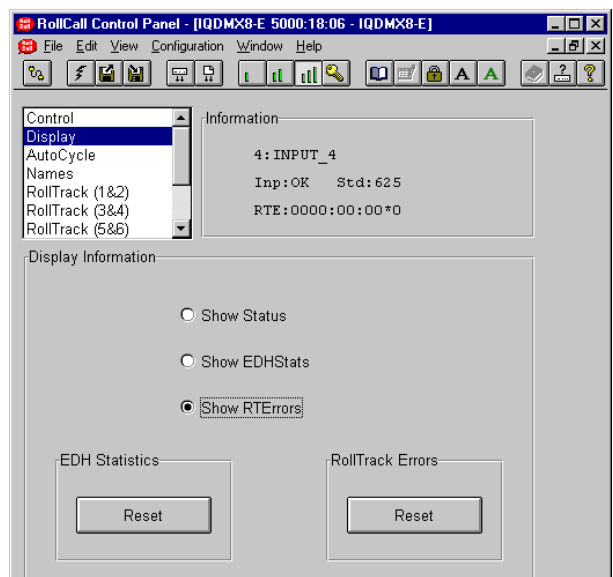 RollCall Control Panel - [IQDMX8-E 5000:18:06 - IQDMX8-E]
File Edit View Configuration Window Help
A A
Control
Display
AutoCycle
Names
RollTrack (1&2)
RollTrack (3&4)
RollTrack (5&6)
Information
4:INPUT_4
Inp:OK Std:625
RTE:0000:00:00*0
Display Information
Show Status
Show EDHStats
Show RTErrors
EDH Statistics
Reset
RollTrack Errors
Reset